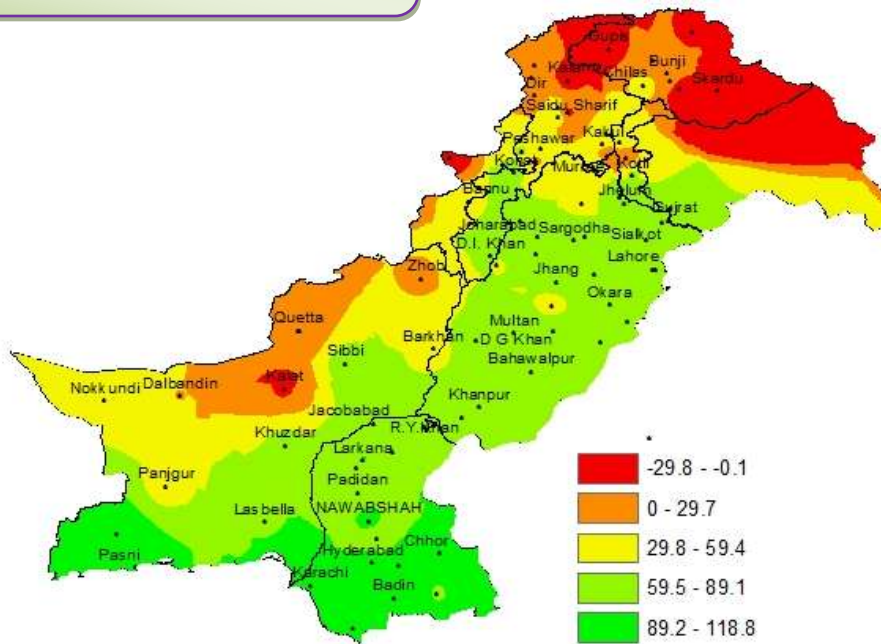 Gupis
Kalam
Bunji
Chilas
Skardu
Dir
Saidu Sharif
Kakul
Peshawar
Kohat
Kotli
Murree
Bannu
Jhelum
Gujrat
Joharabad
Sargodha
Sialkot
D.I. Khan
Lahore
Zhob
Jhang
Okara
Quetta
Multan
Barkhan
D G Khan
Sibbi
Bahawalpur
Kalat
Dalbandin
Nokkundi
Khanpur
Jacobabad
R.Y.Khan
Khuzdar
Larkana
-29.8 - -0.1
Padidan
Panjgur
0 - 29.7
Lasbella
NAWABSHAH
29.8 - 59.4
Chhor
Hyderabad
Pasni
Karachi
Badin
59.5 - 89.1
89.2 - 118.8